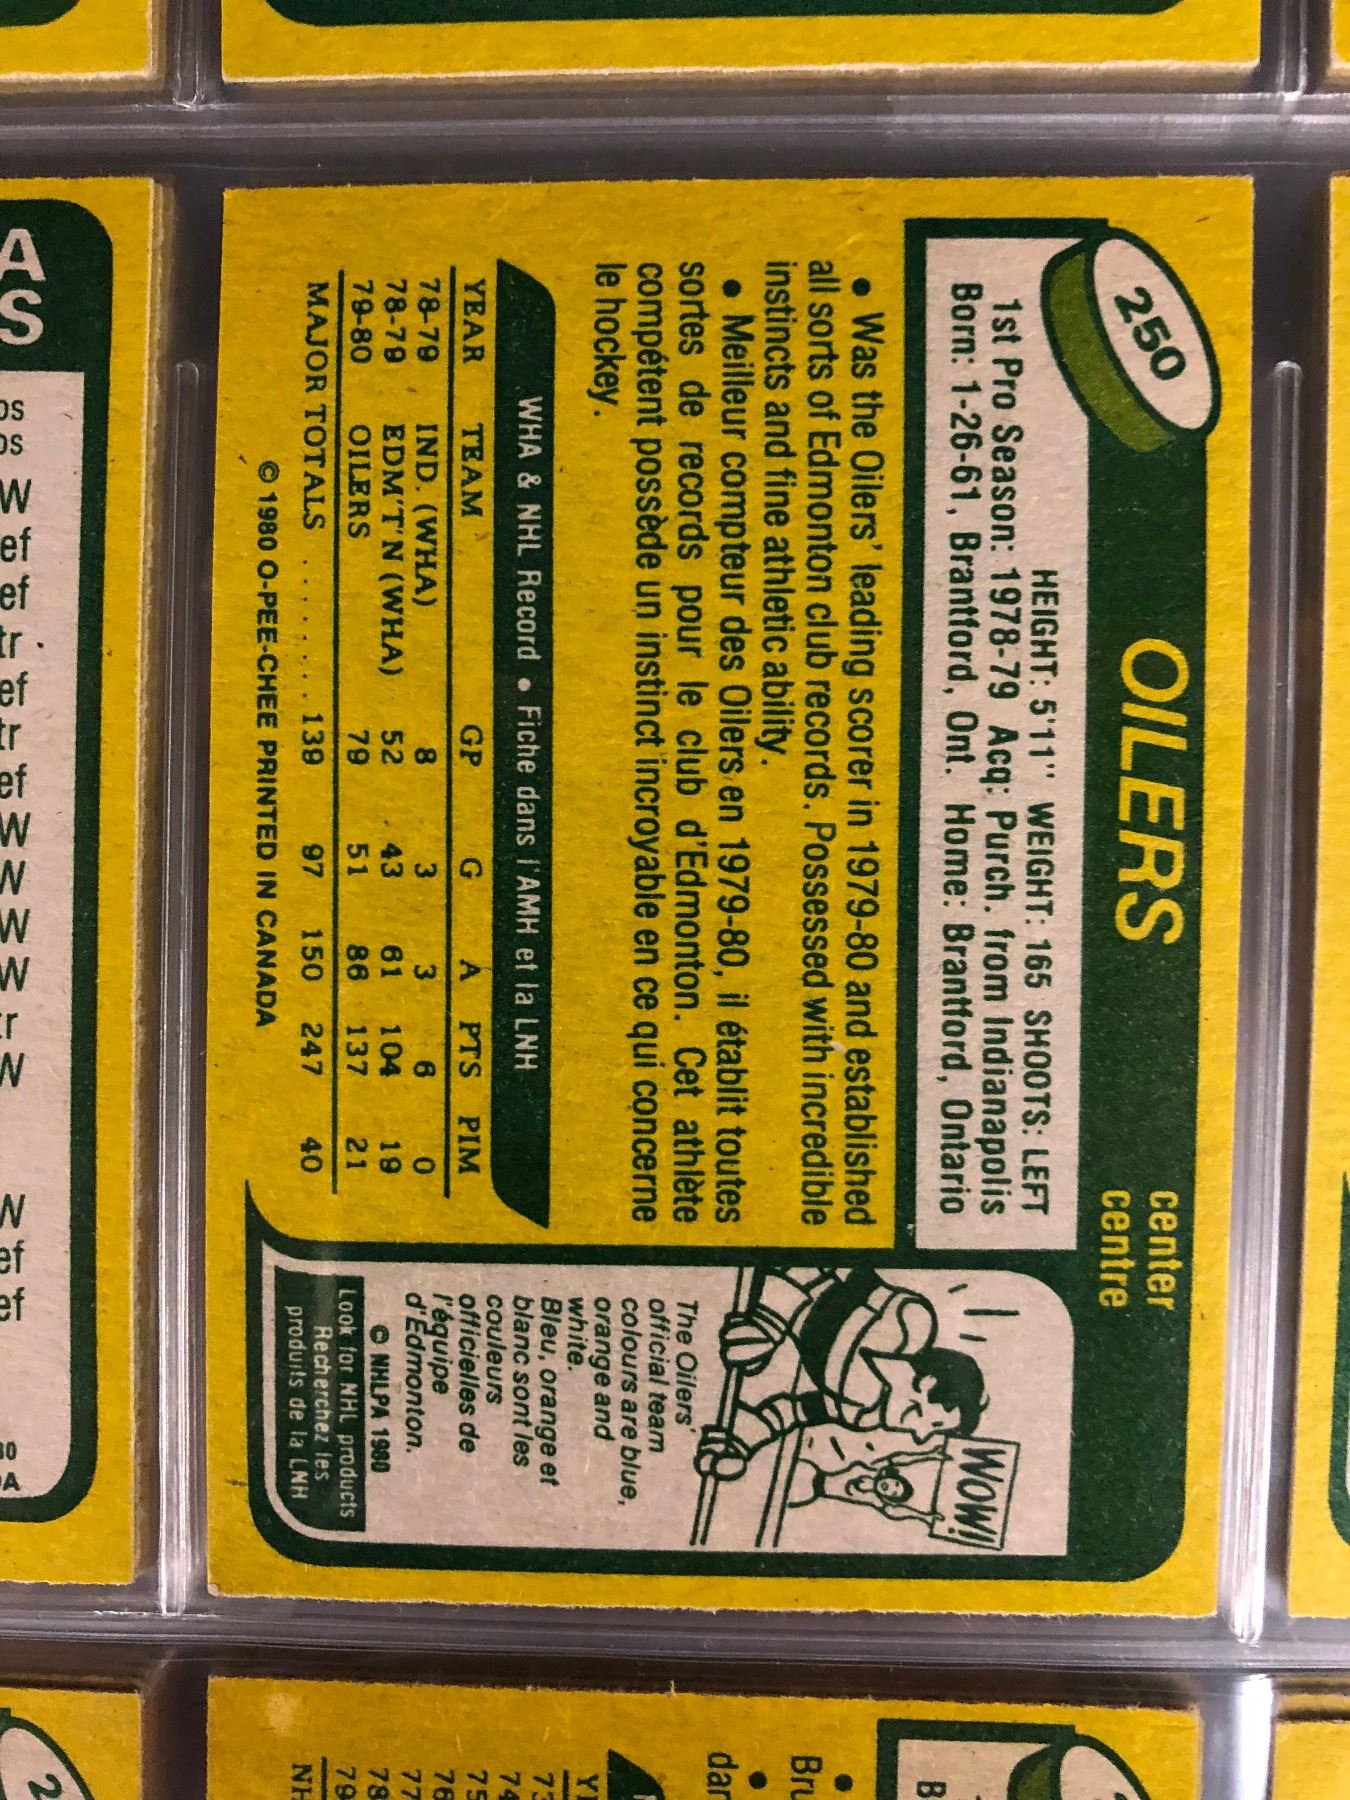 250
OILERS
center
centre
HEIGHT: 5'11" WEIGHT: 165 SHOOTS: LEFT
1st Pro Season: 1978-79 Acq: Purch. from Indianapolis
Born: 1-26-61, Brantford, Ont. Home: Brantford, Ontario
• Was the Oilers' leading scorer in 1979-80 and established
all sorts of Edmonton club records. Possessed with incredible
instincts and fine athletic ability.
• Meilleur compteur des Oilers en 1979-80, il établit toutes
sortes de records pour le club d'Edmonton. Cet athlète
compétent possède un instinct incroyable en ce qui concerne
le hockey.
WHA & NHL Record • Fiche dans l'AMH et la LNH
YEAR TEAM GP G A PTS PIM
78-79 IND. (WHA) 8 3 3 6 0
78-79 EDM'T'N (WHA) 52 43 61 104 19
79-80 OILERS 79 51 86 137 21
MAJOR TOTALS ........ 139 97 150 247 40
© 1980 O-PEE-CHEE PRINTED IN CANADA
WOW!
The Oilers'
official team
colours are blue,
orange and
white.
Bleu, orange et
blanc sont les
couleurs
officielles de
l'équipe
d'Edmonton.
© NHLPA 1980
Look for NHL products
Recherchez les
produits de la LNH